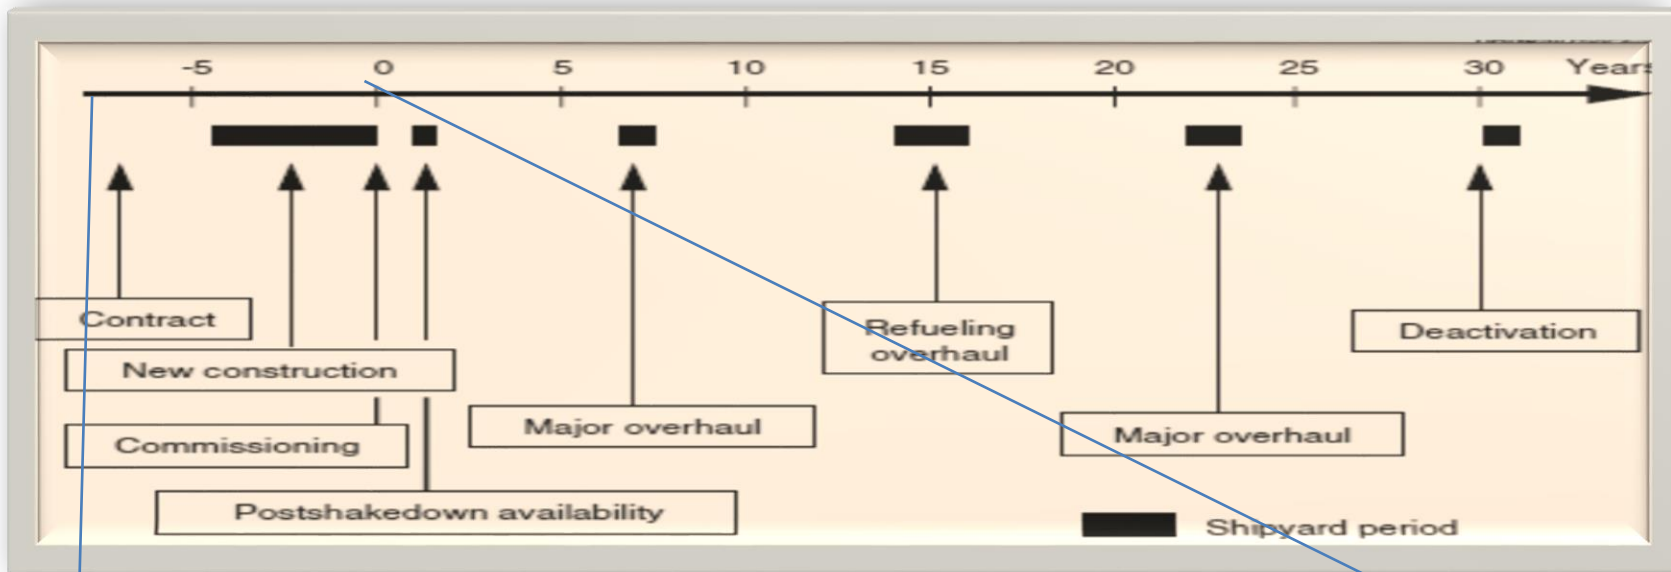 -5 0 5 10 15 20 25 30 Years
Contract
New construction
Commissioning
Postshakedown availability
Major overhaul
Refueling
overhaul
Major overhaul
Deactivation
Shipyard period